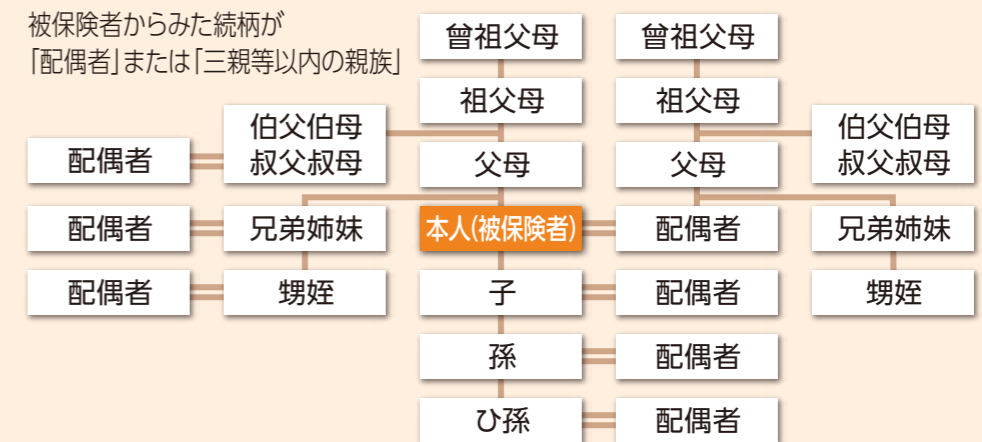 被保険者からみた続柄が
「配偶者」または「三親等以内の親族」
曾祖父母
曾祖父母
祖父母
祖父母
伯父伯母
叔父叔母
伯父伯母
叔父叔母
配偶者
父母
父母
配偶者
兄弟姉妹
本人(被保険者)
配偶者
兄弟姉妹
配偶者
甥姪
子
配偶者
甥姪
孫
配偶者
ひ孫
配偶者